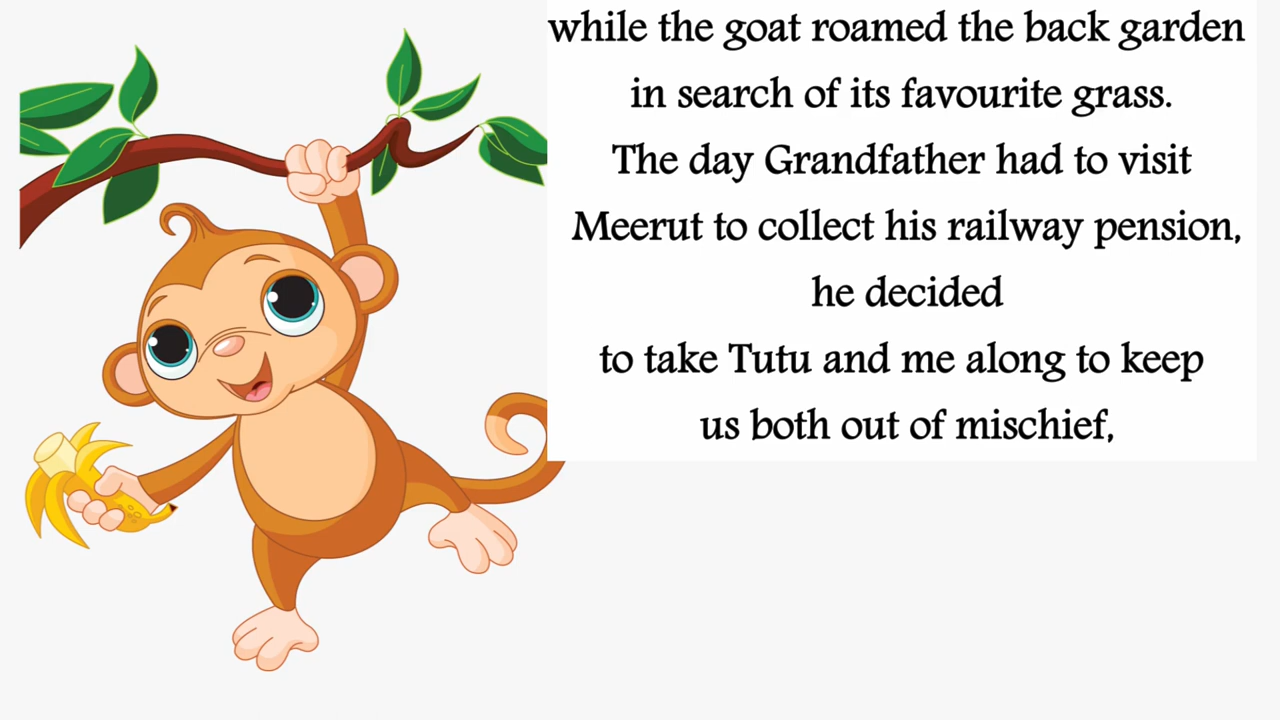 while the goat roamed the back garden
in search of its favourite grass.
The day Grandfather had to visit
Meerut to collect his railway pension,
he decided
to take Tutu and me along to keep
us both out of mischief,